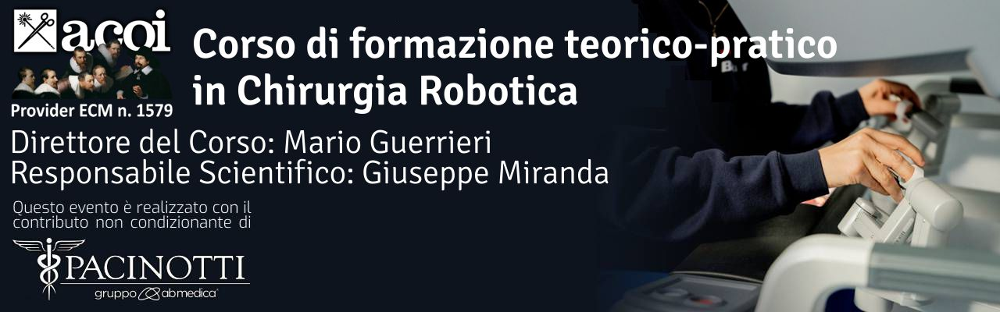 acoi
Provider ECM n. 1579
Corso di formazione teorico-pratico
in Chirurgia Robotica
Direttore del Corso: Mario Guerrieri
Responsabile Scientifico: Giuseppe Miranda
Questo evento è realizzato con il
contributo non condizionante di
PACINOTTI
gruppo abmedica